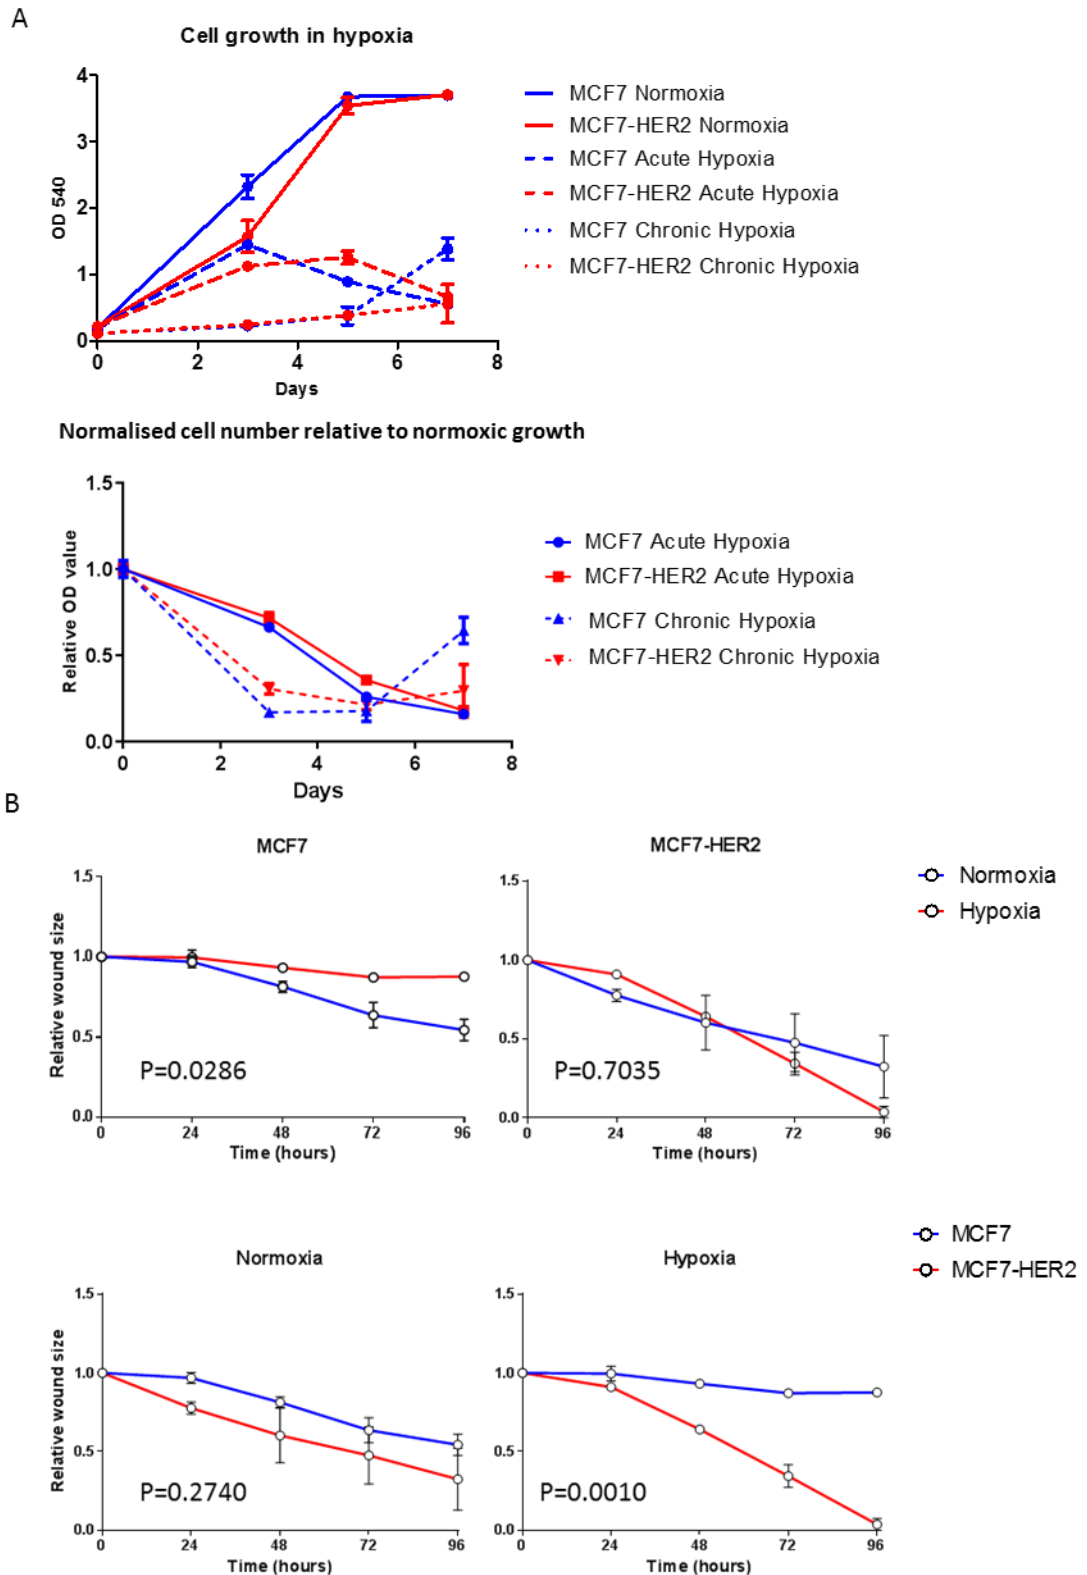 A
Cell growth in hypoxia
4
3
2
1
0
OD 540
0 2 4 6 8
Days
MCF7 Normoxia
MCF7-HER2 Normoxia
MCF7 Acute Hypoxia
MCF7-HER2 Acute Hypoxia
MCF7 Chronic Hypoxia
MCF7-HER2 Chronic Hypoxia
Normalised cell number relative to normoxic growth
1.5
1.0
0.5
0.0
Relative OD value
0 2 4 6 8
Days
MCF7 Acute Hypoxia
MCF7-HER2 Acute Hypoxia
MCF7 Chronic Hypoxia
MCF7-HER2 Chronic Hypoxia
B
MCF7
1.5
1.0
0.5
0.0
Relative wound size
P=0.0286
0 24 48 72 96
Time (hours)
MCF7-HER2
1.5
1.0
0.5
0.0
P=0.7035
0 24 48 72 96
Time (hours)
Normoxia
Hypoxia
Normoxia
1.5
1.0
0.5
0.0
Relative wound size
P=0.2740
0 24 48 72 96
Time (hours)
Hypoxia
1.5
1.0
0.5
0.0
P=0.0010
0 24 48 72 96
Time (hours)
MCF7
MCF7-HER2